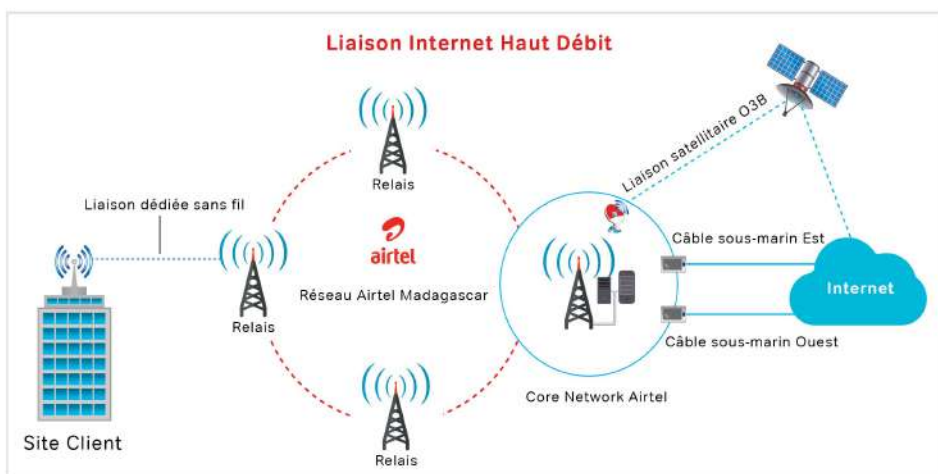 Liaison Internet Haut Débit
Liaison satellitaire O3B
Relais
Liaison dédiée sans fil
airtel
Câble sous-marin Est
Internet
Réseau Airtel Madagascar
Relais
Câble sous-marin Ouest
Core Network Airtel
Site Client
Relais